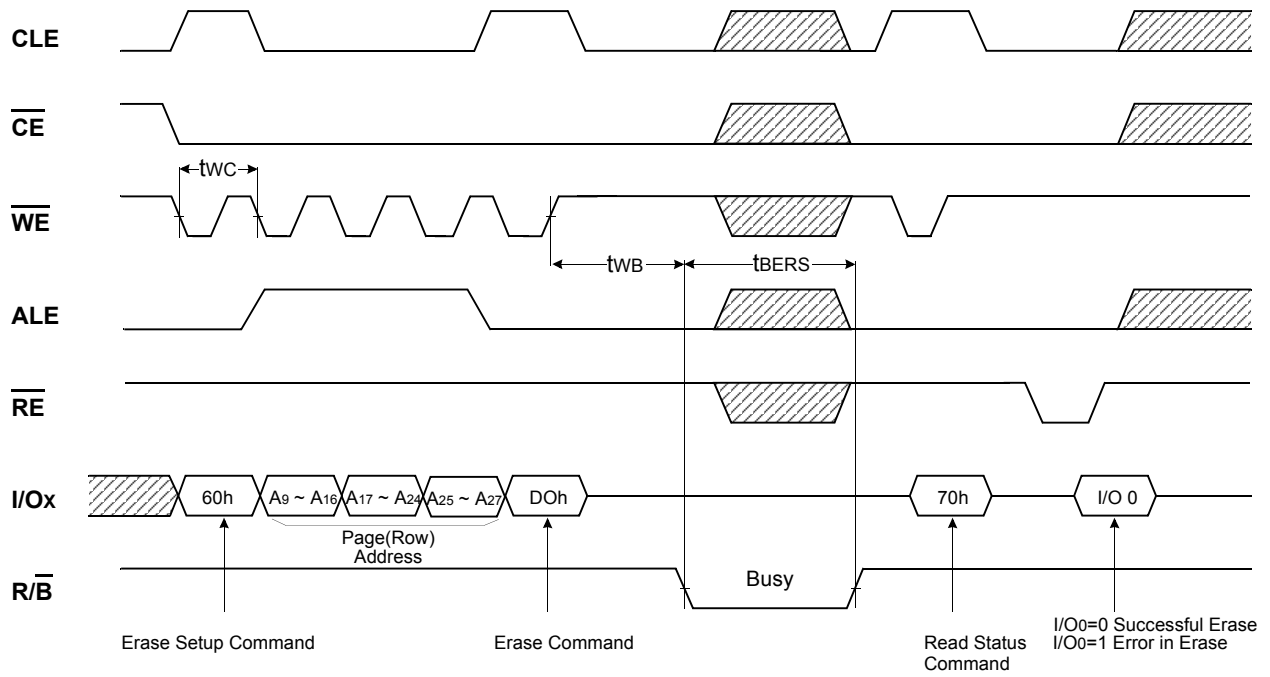 CLE
CE
tWC
WE
tWB
tBERS
ALE
RE
I/Ox
60h
A9 ~ A16
A17 ~ A24
A25 ~ A27
DOh
70h
I/O 0
Page(Row)
Address
R/B
Busy
Erase Setup Command
Erase Command
Read Status
Command
I/O0=0 Successful Erase
I/O0=1 Error in Erase